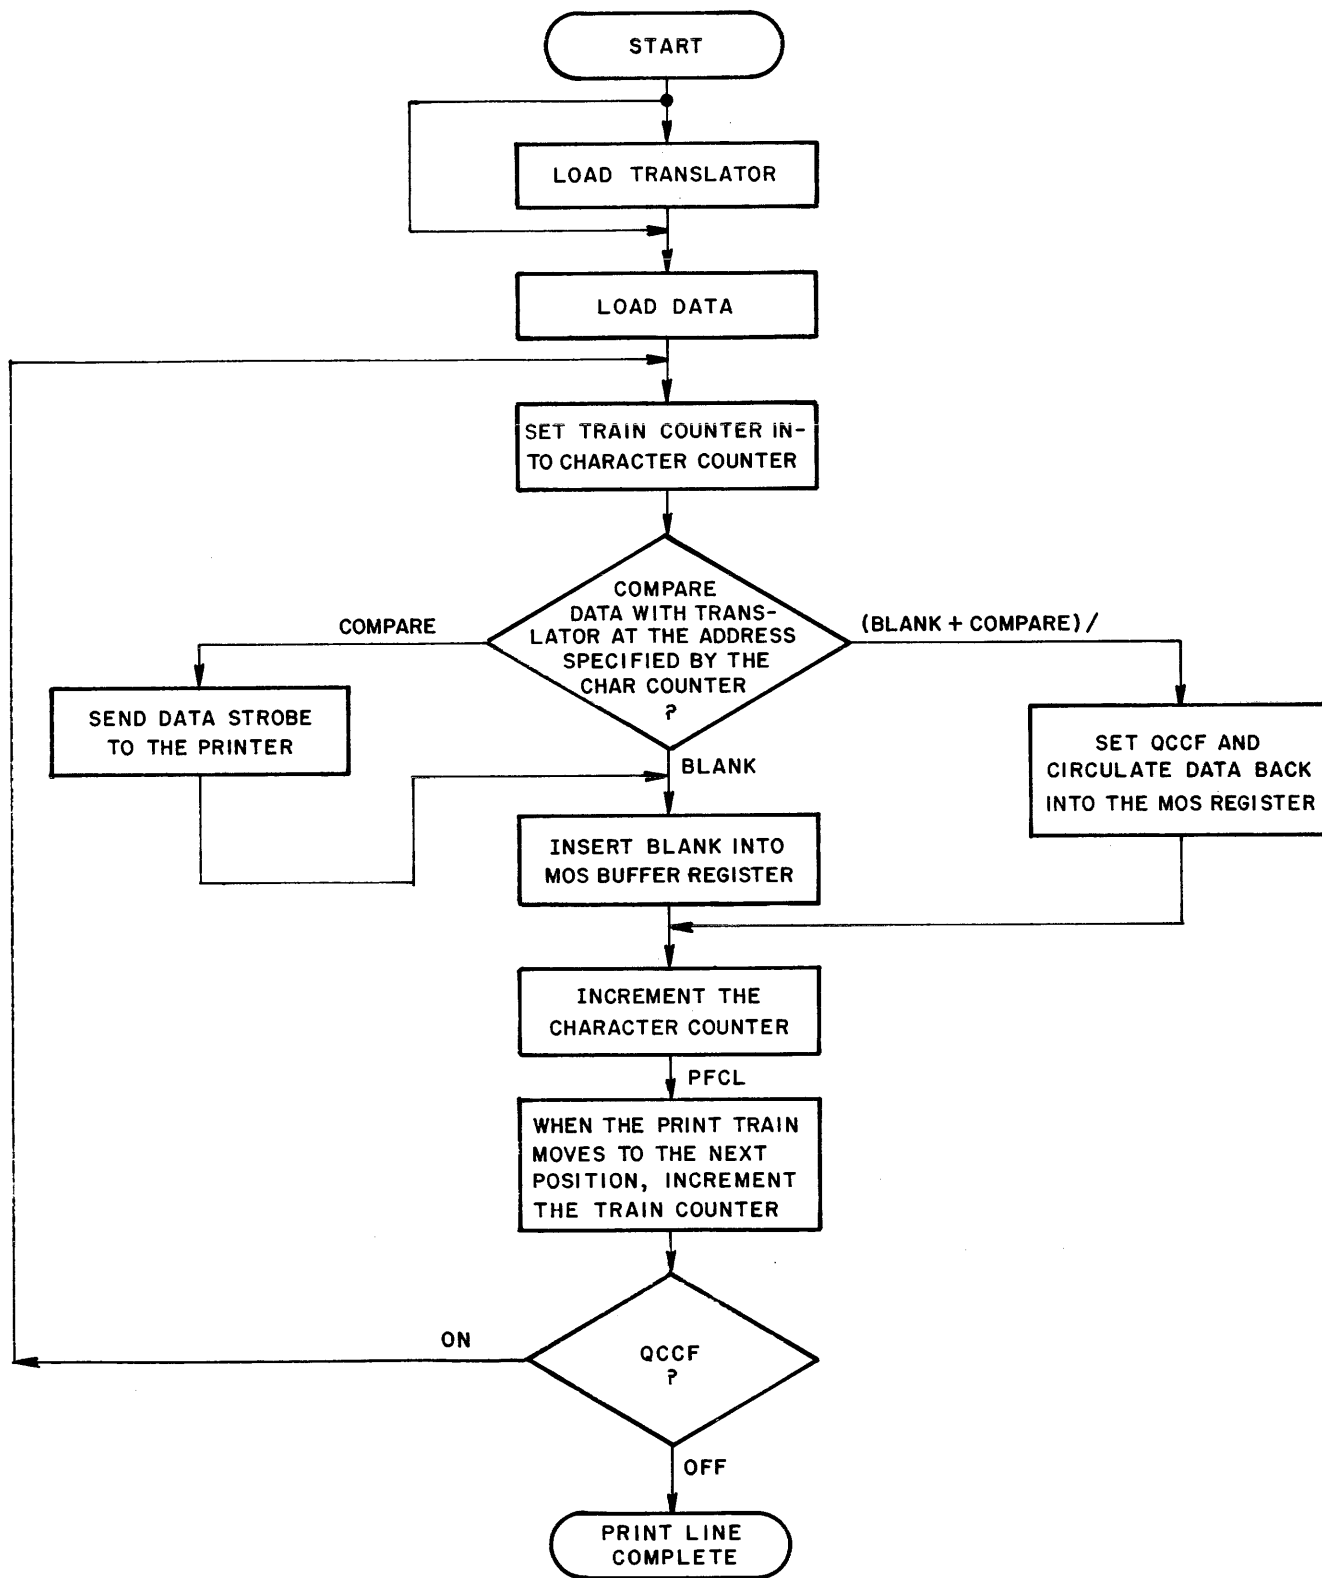 START
LOAD TRANSLATOR
LOAD DATA
SET TRAIN COUNTER IN-
TO CHARACTER COUNTER
COMPARE
DATA WITH TRANS-
LATOR AT THE ADDRESS
SPECIFIED BY THE
CHAR COUNTER
?
COMPARE
(BLANK + COMPARE) /
BLANK
SEND DATA STROBE
TO THE PRINTER
SET QCCF AND
CIRCULATE DATA BACK
INTO THE MOS REGISTER
INSERT BLANK INTO
MOS BUFFER REGISTER
INCREMENT THE
CHARACTER COUNTER
PFCL
WHEN THE PRINT TRAIN
MOVES TO THE NEXT
POSITION, INCREMENT
THE TRAIN COUNTER
ON
QCCF
?
OFF
PRINT LINE
COMPLETE